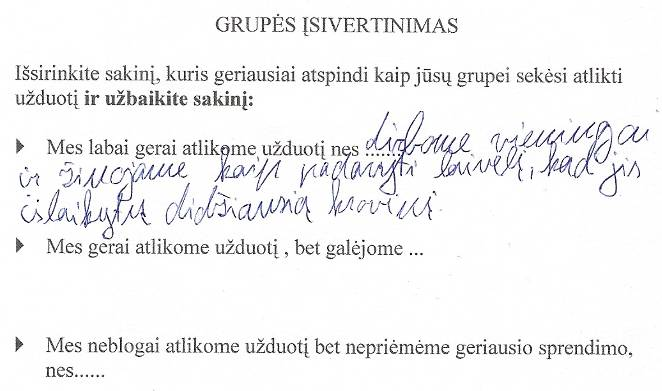 GRUPĖS ĮSIVERTINIMAS
Išsirinkite sakinį, kuris geriausiai atspindi kaip jūsų grupei sekėsi atlikti
užduotį ir užbaikite sakinį:
Mes labai gerai atlikome užduotį nes ....... dirbome vieningai
ir žinojome kaip padaryti laivelį, kad jis
išlaikytų didžiausią krovinį.
Mes gerai atlikome užduotį , bet galėjome ...
Mes neblogai atlikome užduotį bet nepriėmėme geriausio sprendimo,
nes......